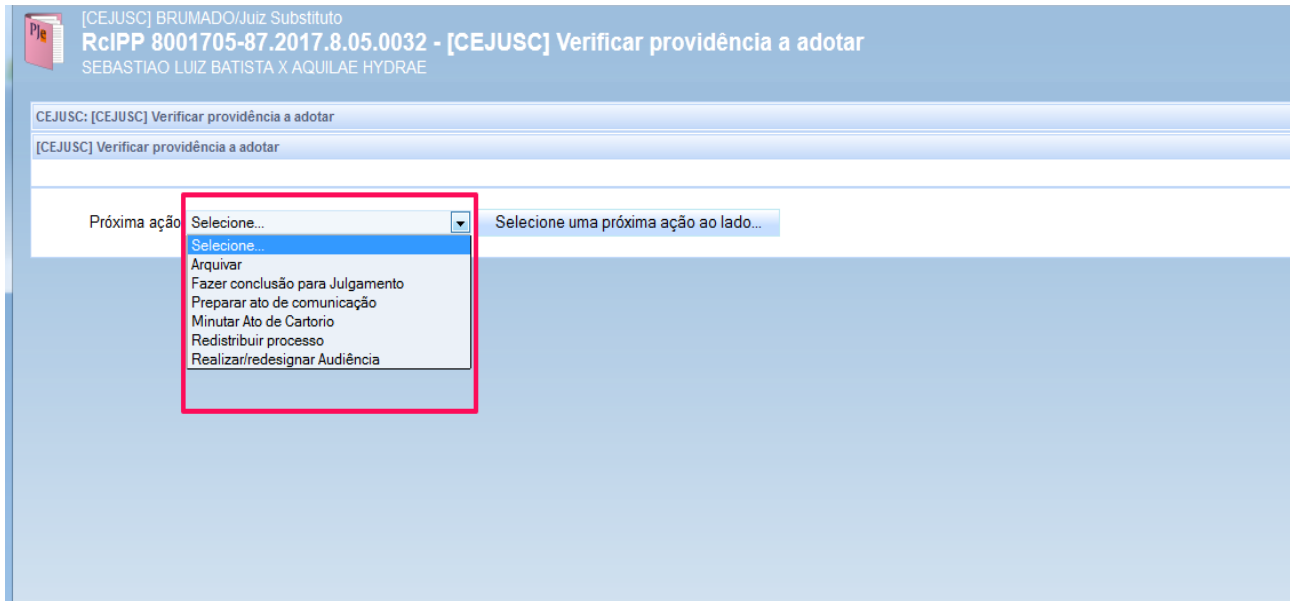 PJe
[CEJUSC] BRUMADO/Juiz Substituto
RcIPP 8001705-87.2017.8.05.0032 - [CEJUSC] Verificar providência a adotar
SEBASTIAO LUIZ BATISTA X AQUILAE HYDRAE
CEJUSC: [CEJUSC] Verificar providência a adotar
[CEJUSC] Verificar providência a adotar
Próxima ação Selecione... Selecione uma próxima ação ao lado...
Selecione...
Arquivar
Fazer conclusão para Julgamento
Preparar ato de comunicação
Minutar Ato de Cartorio
Redistribuir processo
Realizar/redesignar Audiência